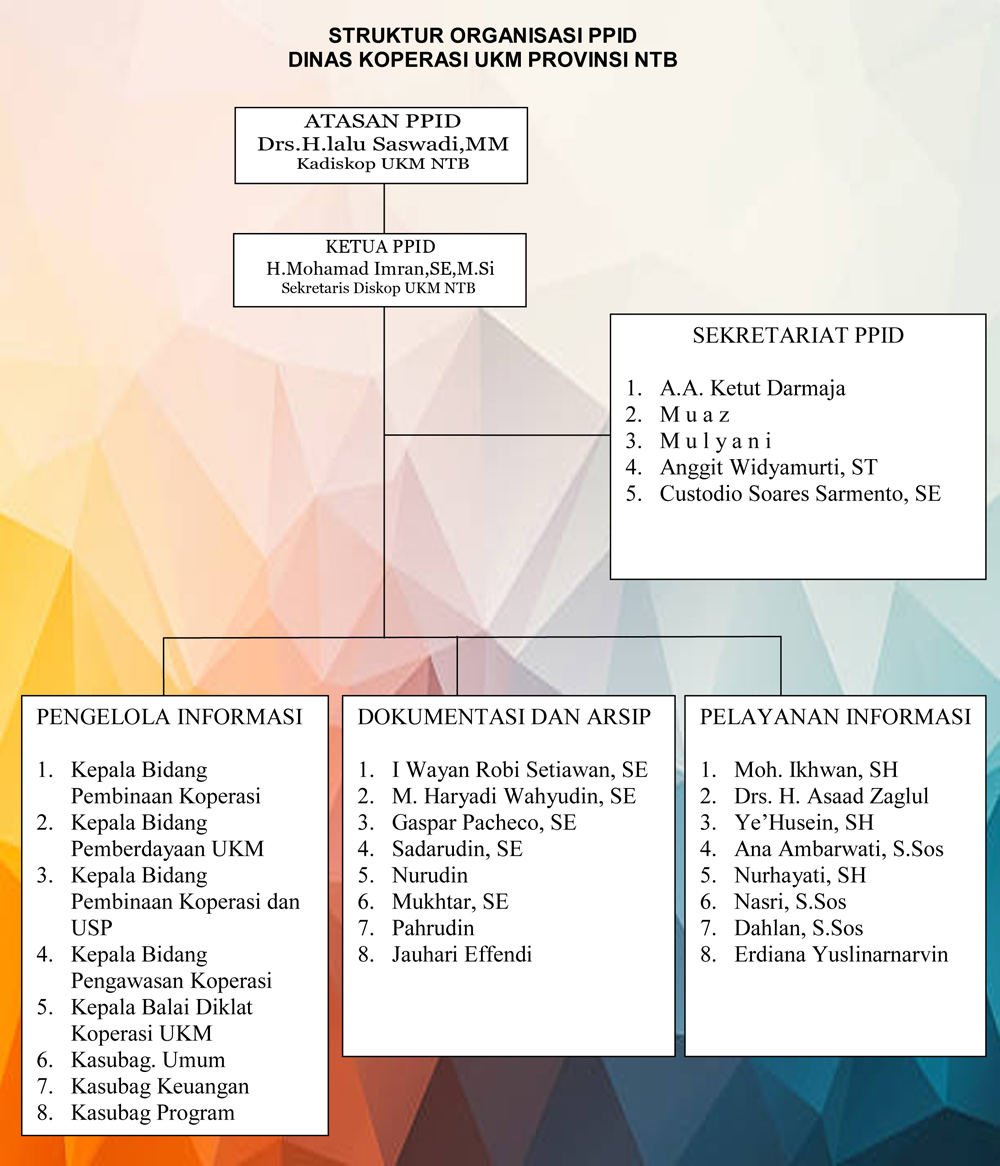 STRUKTUR ORGANISASI PPID
DINAS KOPERASI UKM PROVINSI NTB
ATASAN PPID
Drs.H.lalu Saswadi,MM
Kadiskop UKM NTB
KETUA PPID
H.Mohamad Imran,SE,M.Si
Sekretaris Diskop UKM NTB
SEKRETARIAT PPID
1. A.A. Ketut Darmaja
2. M u a z
3. M u l y a n i
4. Anggit Widyamurti, ST
5. Custodio Soares Sarmento, SE
PENGELOLA INFORMASI
1. Kepala Bidang
Pembinaan Koperasi
2. Kepala Bidang
Pemberdayaan UKM
3. Kepala Bidang
Pembinaan Koperasi dan
USP
4. Kepala Bidang
Pengawasan Koperasi
5. Kepala Balai Diklat
Koperasi UKM
6. Kasubag. Umum
7. Kasubag Keuangan
8. Kasubag Program
DOKUMENTASI DAN ARSIP
1. I Wayan Robi Setiawan, SE
2. M. Haryadi Wahyudin, SE
3. Gaspar Pacheco, SE
4. Sadarudin, SE
5. Nurudin
6. Mukhtar, SE
7. Pahrudin
8. Jauhari Effendi
PELAYANAN INFORMASI
1. Moh. Ikhwan, SH
2. Drs. H. Asaad Zaglul
3. Ye’Husein, SH
4. Ana Ambarwati, S.Sos
5. Nurhayati, SH
6. Nasri, S.Sos
7. Dahlan, S.Sos
8. Erdiana Yuslinarnarvin